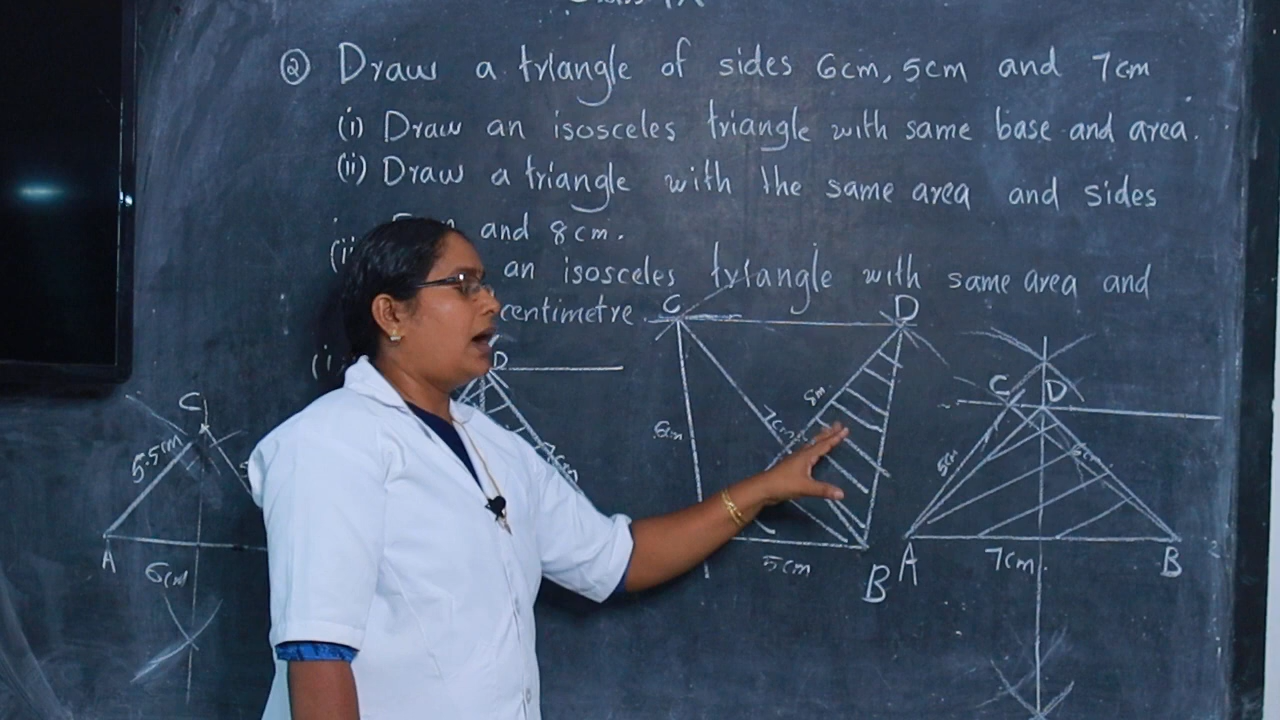 ② Draw a triangle of sides 6cm, 5cm and 7cm
(i) Draw an isosceles triangle with same base and area.
(ii) Draw a triangle with the same area and sides
and 8cm.
an isosceles triangle with same area and
centimetre
C
D
D
C
8m
C D
5.5cm
7cm
6cm
5cm
6cm
A
6cm
5cm
B
A
7cm.
B